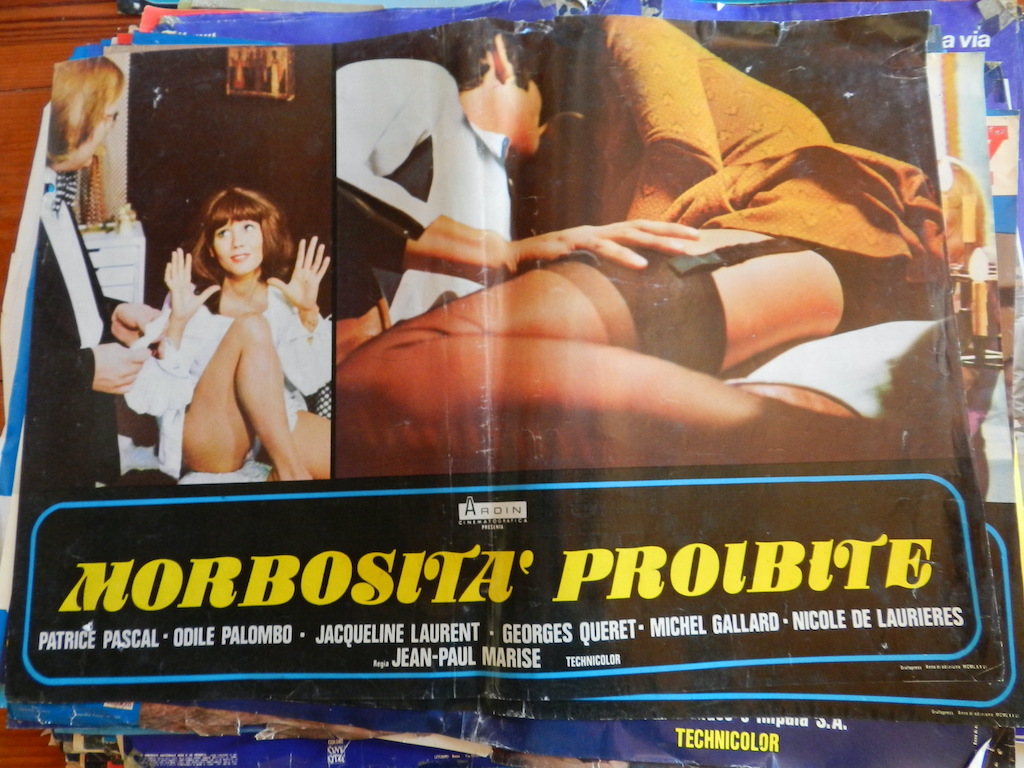 a via
ARDIN
CINEMATOGRAFICA
PRESENTA
MORBOSITA' PROIBITE
PATRICE PASCAL · ODILE PALOMBO · JACQUELINE LAURENT · GEORGES QUERET · MICHEL GALLARD · NICOLE DE LAURIERES
Regia JEAN-PAUL MARISE TECHNICOLOR
Impala S.A.
TECHNICOLOR